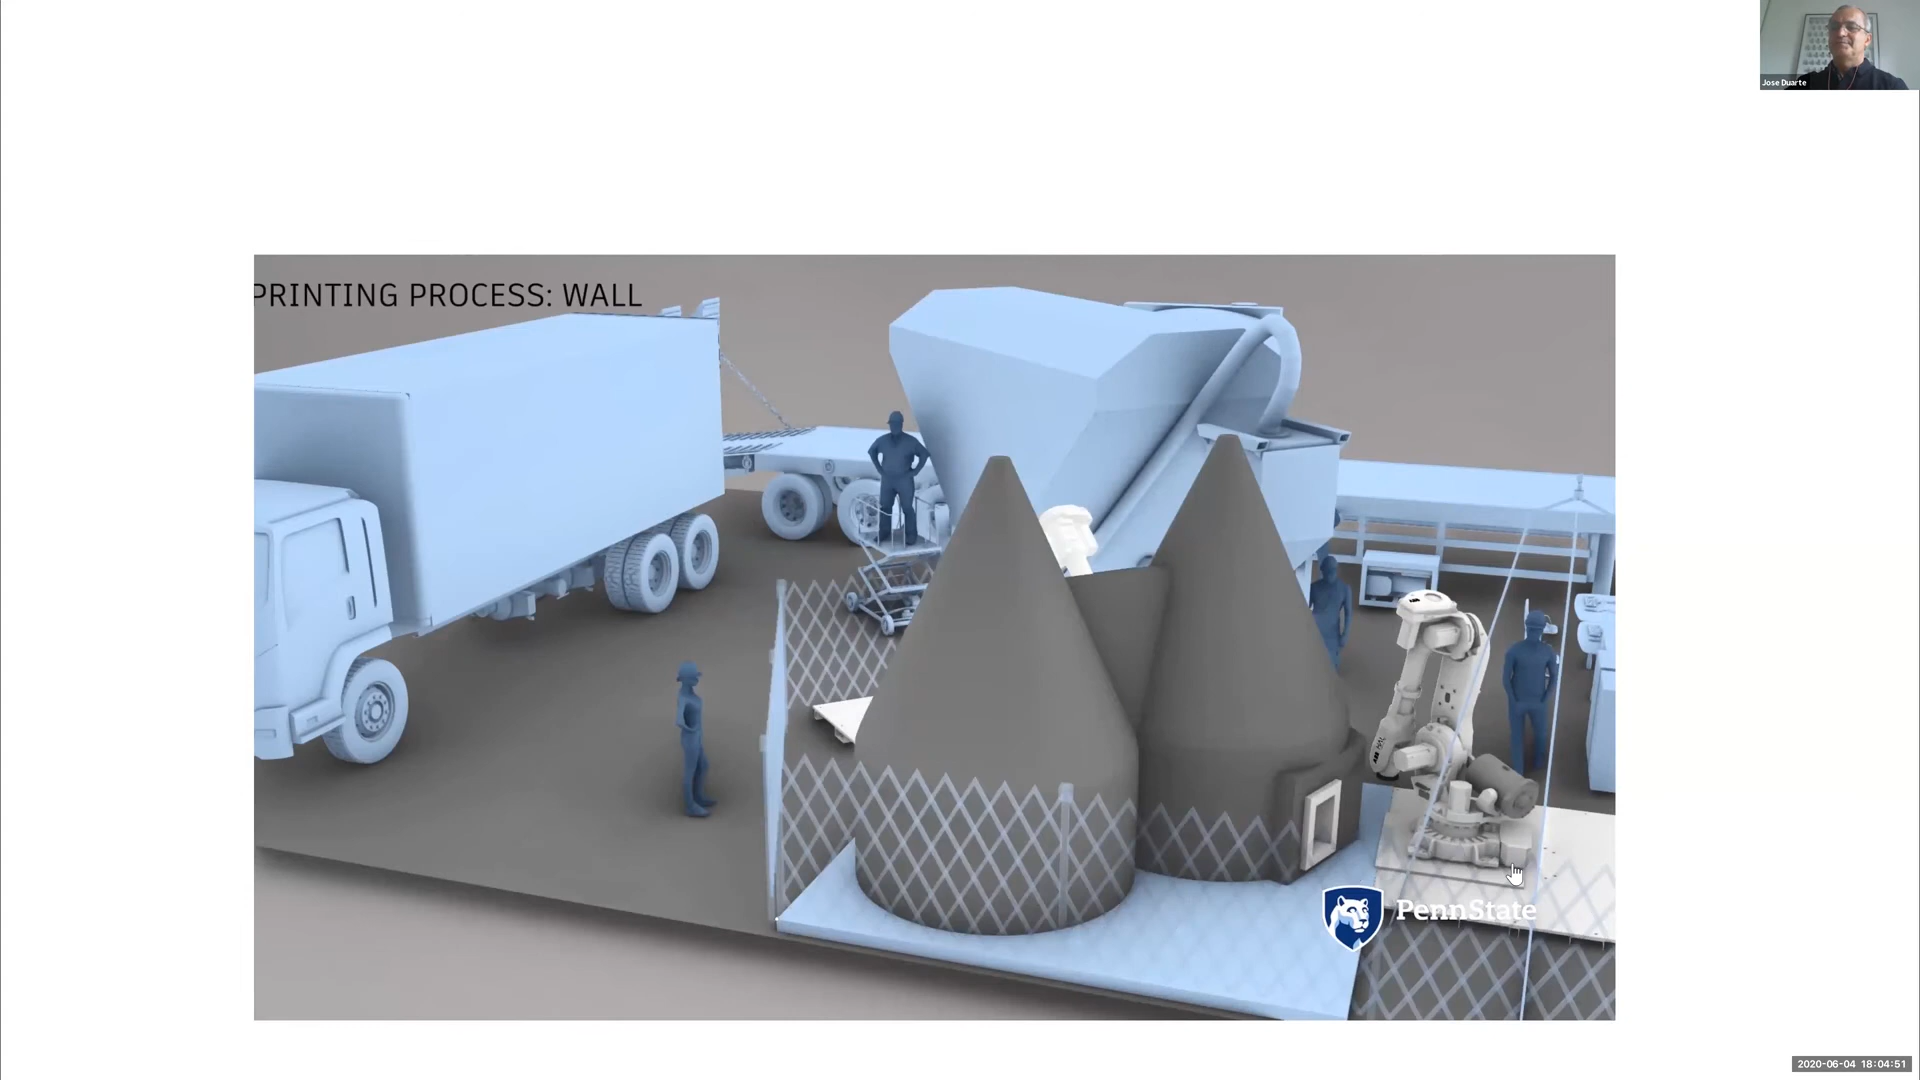 Jose Duarte
PRINTING PROCESS: WALL
PennState
2020-06-04 18:04:51